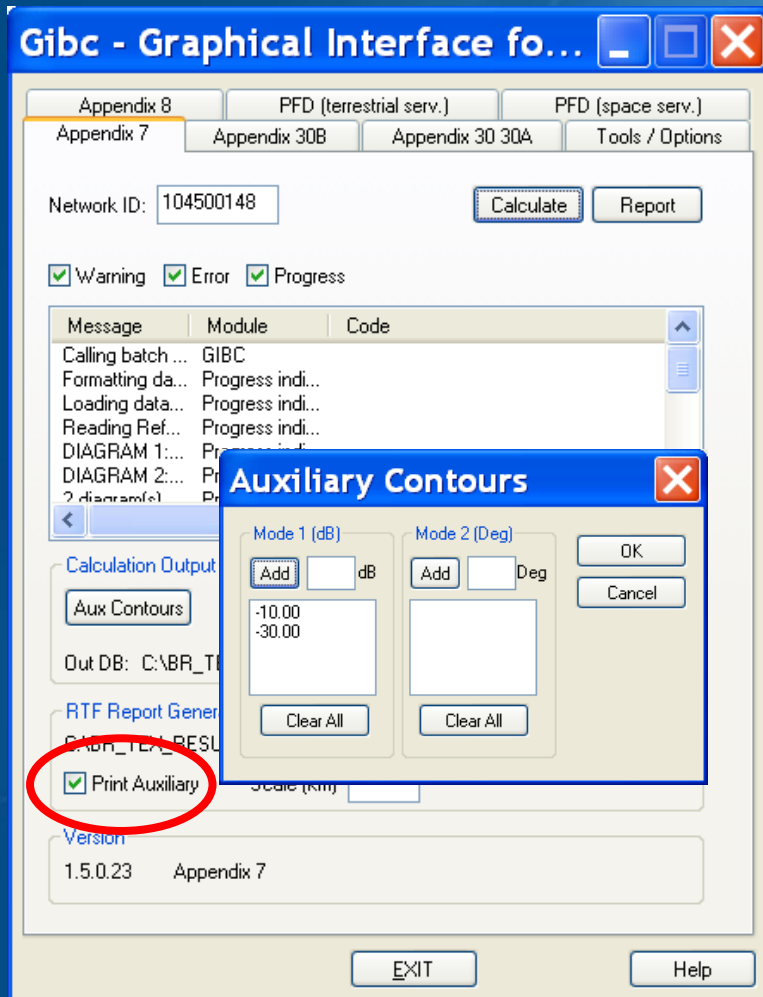 Gibc - Graphical Interface fo...
Appendix 8 PFD (terrestrial serv.) PFD (space serv.)
Appendix 7 Appendix 30B Appendix 30 30A Tools / Options
Network ID: 104500148 Calculate Report
Warning Error Progress
Message Module Code
Calling batch ... GIBC
Formatting da... Progress indi...
Loading data... Progress indi...
Reading Ref... Progress indi...
DIAGRAM 1:... Progress indi...
DIAGRAM 2:... Pr
2 diagram(s)
Calculation Output
Aux Contours
Out DB: C:\BR_TE
RTF Report Gener
Print Auxiliary Scale (Km)
Version
1.5.0.23 Appendix 7
EXIT Help
Auxiliary Contours
Mode 1 (dB) Mode 2 (Deg)
Add dB Add Deg
-10.00
-30.00
Clear All Clear All
OK
Cancel